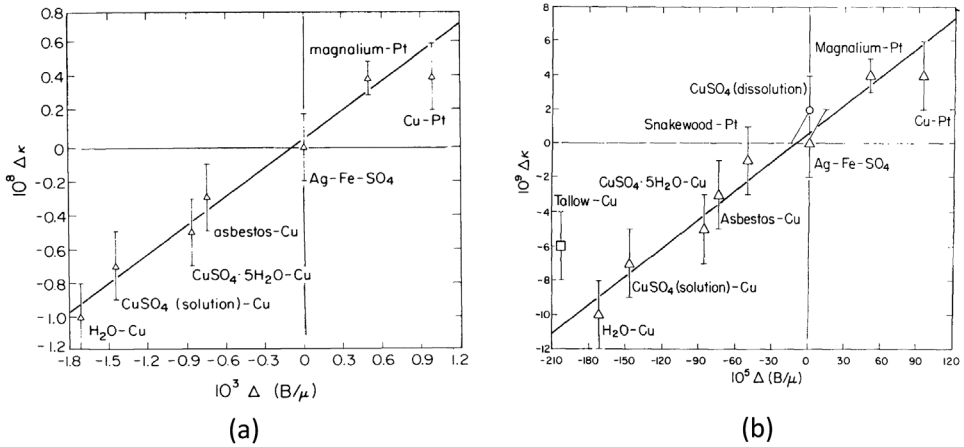 0.8
0.6
magnalium-Pt
0.4
0.2
Cu-Pt
0
Ag-Fe-SO₄
-0.2
asbestos-Cu
-0.4
CuSO₄·5H₂O-Cu
-0.6
CuSO₄ (solution)-Cu
-0.8
-1.0
H₂O-Cu
-1.2
-1.8 -1.5 -1.2 -0.9 -0.6 -0.3 0 0.3 0.6 0.9 1.2
10⁸ Δκ
10³ Δ (B/μ)
(a)
8
6
Magnalium-Pt
4
CuSO₄ (dissolution)
2
Snakewood-Pt
Cu-Pt
0
Ag-Fe-SO₄
-2
CuSO₄·5H₂O-Cu
Tallow-Cu
-4
Asbestos-Cu
-6
CuSO₄(solution)-Cu
-8
-10
H₂O-Cu
-12
-210 -180 -150 -120 -90 -60 -30 0 30 60 90 120
10⁹ Δκ
10⁵ Δ (B/μ)
(b)